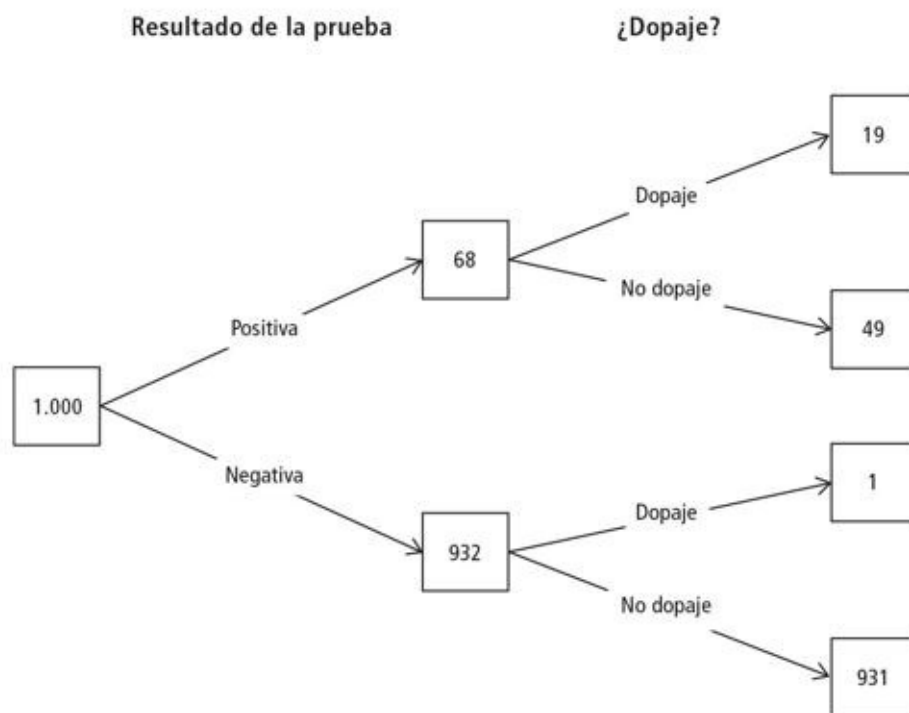 Resultado de la prueba
¿Dopaje?
19
Dopaje
68
No dopaje
49
Positiva
1.000
Negativa
1
Dopaje
932
No dopaje
931